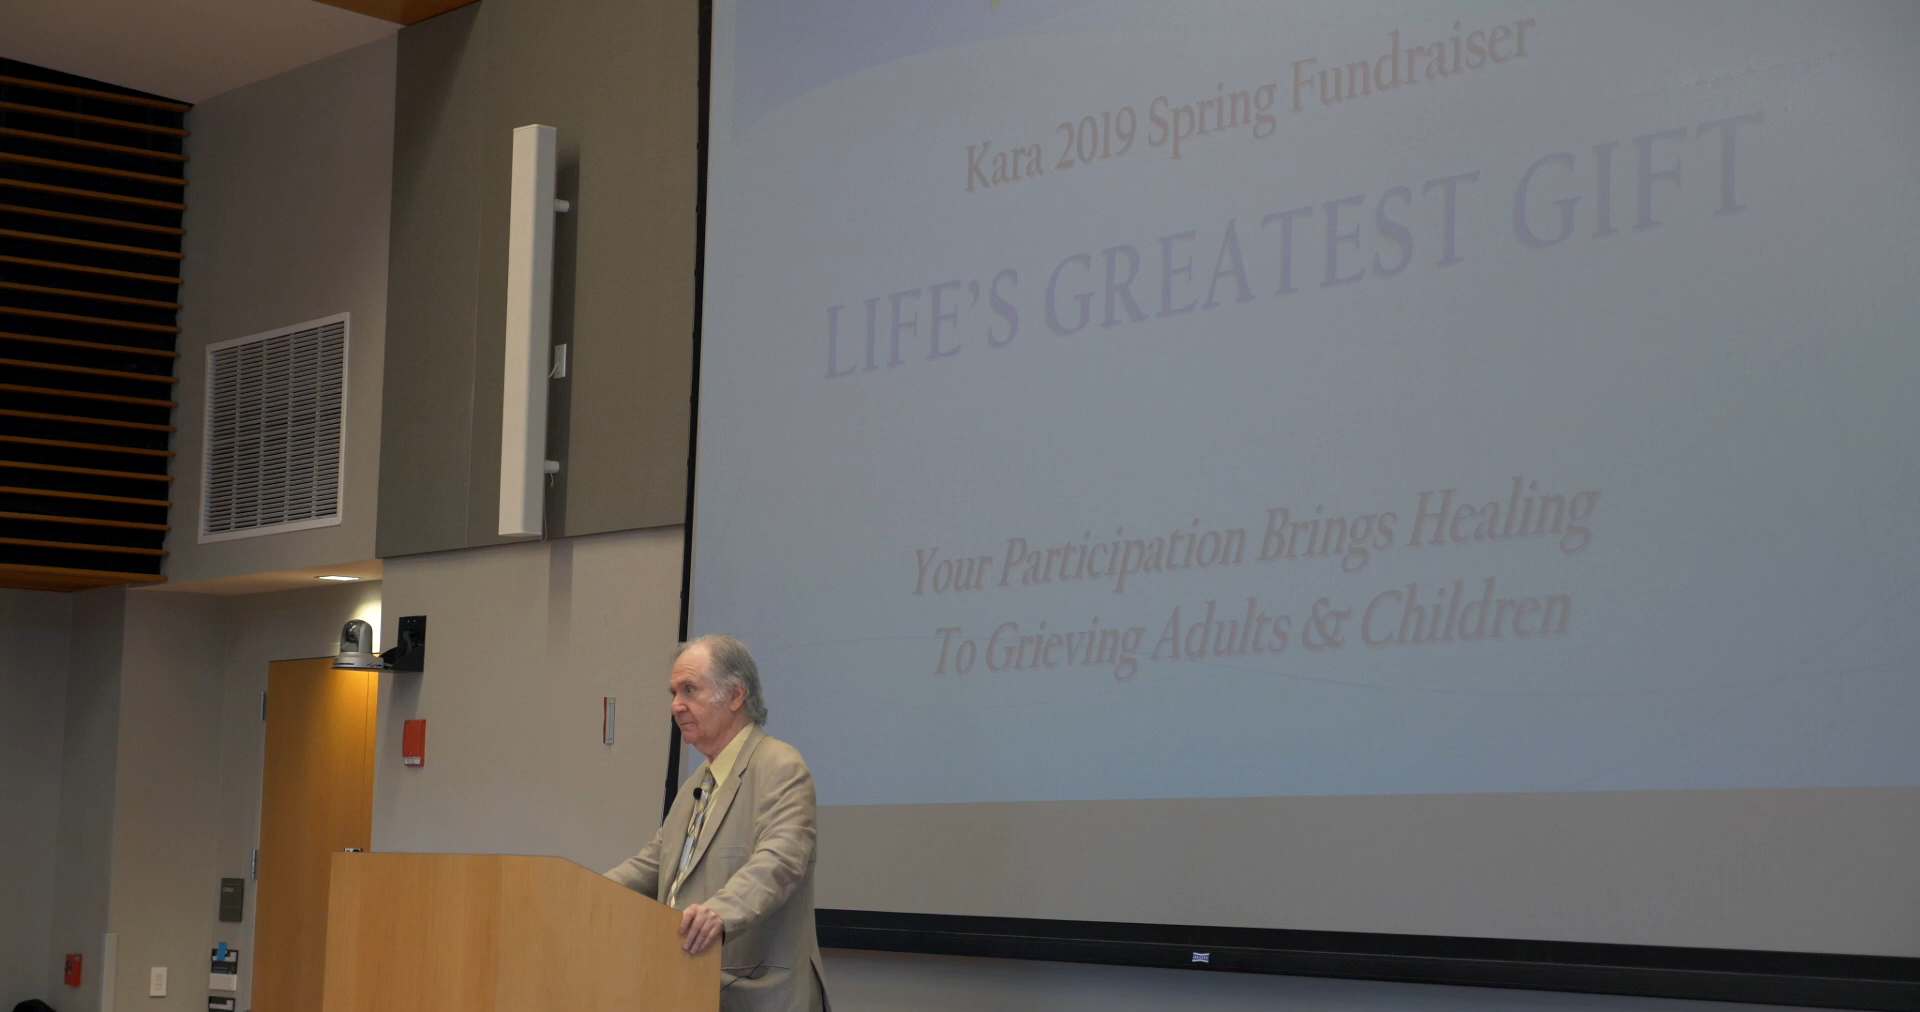 Kara 2019 Spring Fundraiser
LIFE'S GREATEST GIFT
Your Participation Brings Healing
To Grieving Adults & Children